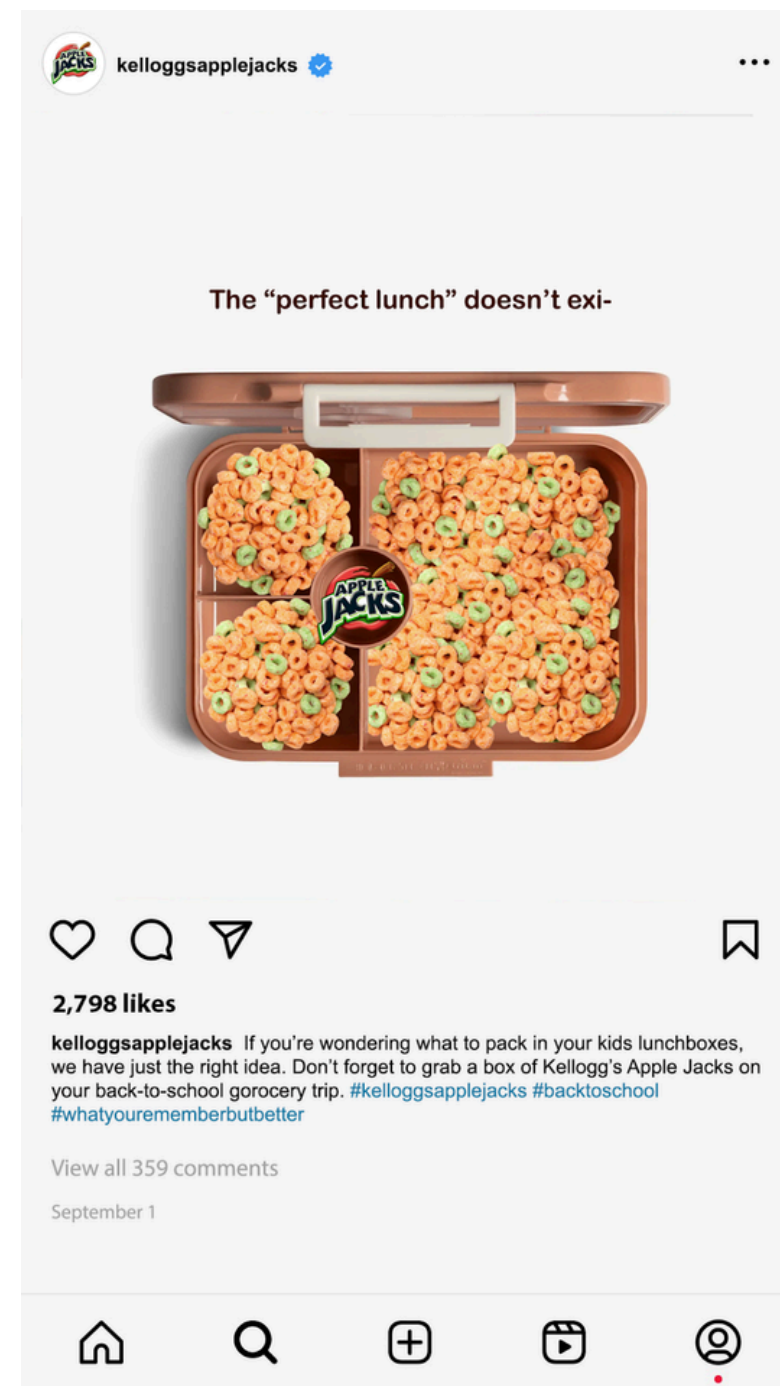 APPLE
JACKS
kelloggsapplejacks
The “perfect lunch” doesn’t exi-
APPLE
JACKS
2,798 likes
kelloggsapplejacks If you’re wondering what to pack in your kids lunchboxes,
we have just the right idea. Don’t forget to grab a box of Kellogg’s Apple Jacks on
your back-to-school gorocery trip. #kelloggsapplejacks #backtoschool
#whatyourememberbutbetter
View all 359 comments
September 1